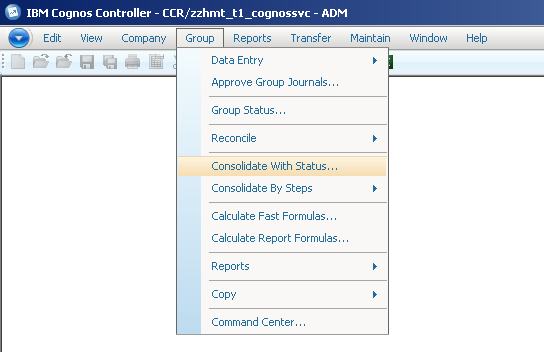 IBM Cognos Controller - CCR/zzhmt_t1_cognossvc - ADM
Edit View Company Group Reports Transfer Maintain Window Help
Data Entry
Approve Group Journals...
Group Status...
Reconcile
Consolidate With Status...
Consolidate By Steps
Calculate Fast Formulas...
Calculate Report Formulas...
Reports
Copy
Command Center...